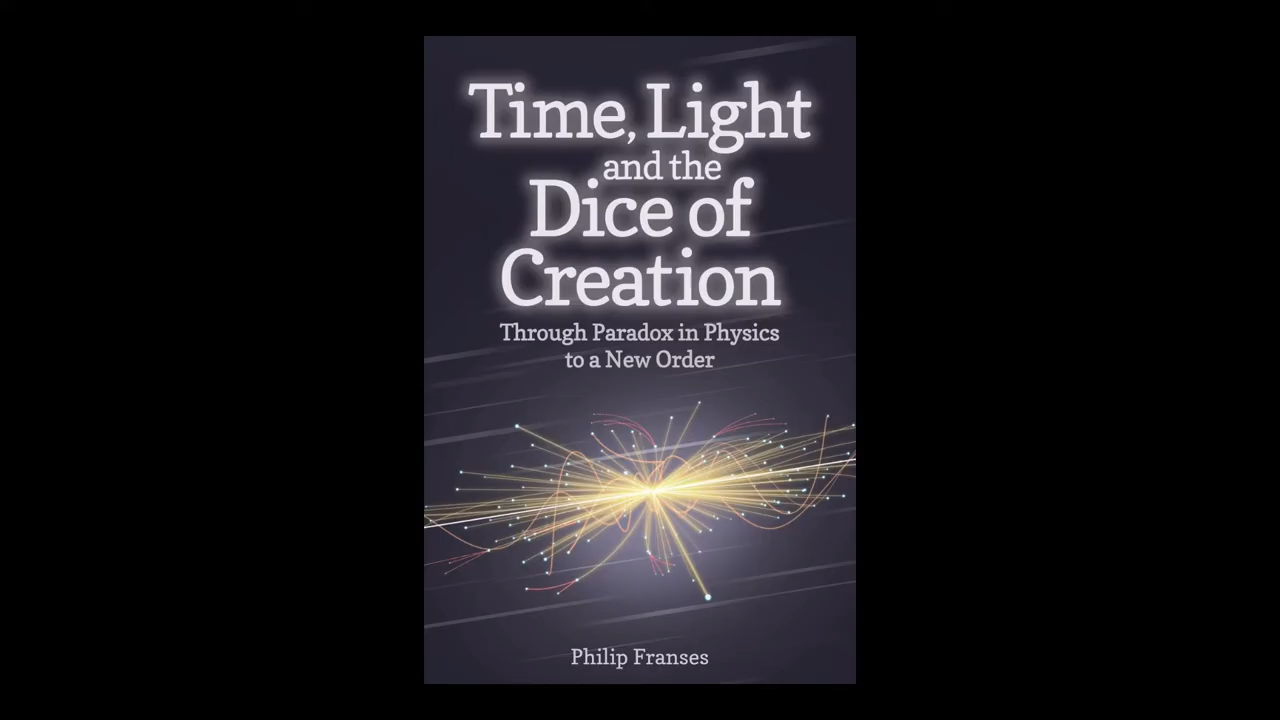 Time, Light
and the
Dice of
Creation
Through Paradox in Physics
to a New Order
Philip Franses